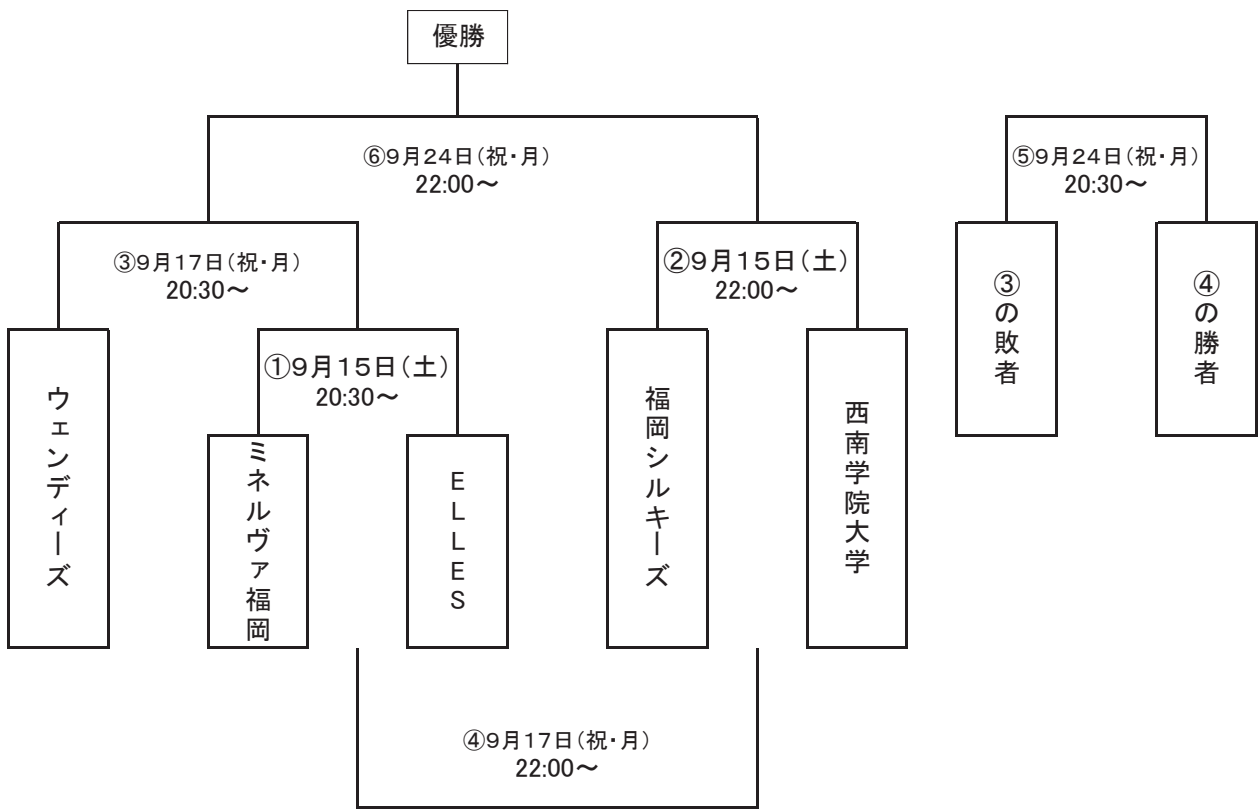 優勝
⑥9月24日(祝・月)
22:00～
⑤9月24日(祝・月)
20:30～
③9月17日(祝・月)
20:30～
②9月15日(土)
22:00～
③の敗者
④の勝者
①9月15日(土)
20:30～
ウェンディーズ
ミネルヴァ福岡
ELLES
福岡シルキーズ
西南学院大学
④9月17日(祝・月)
22:00～